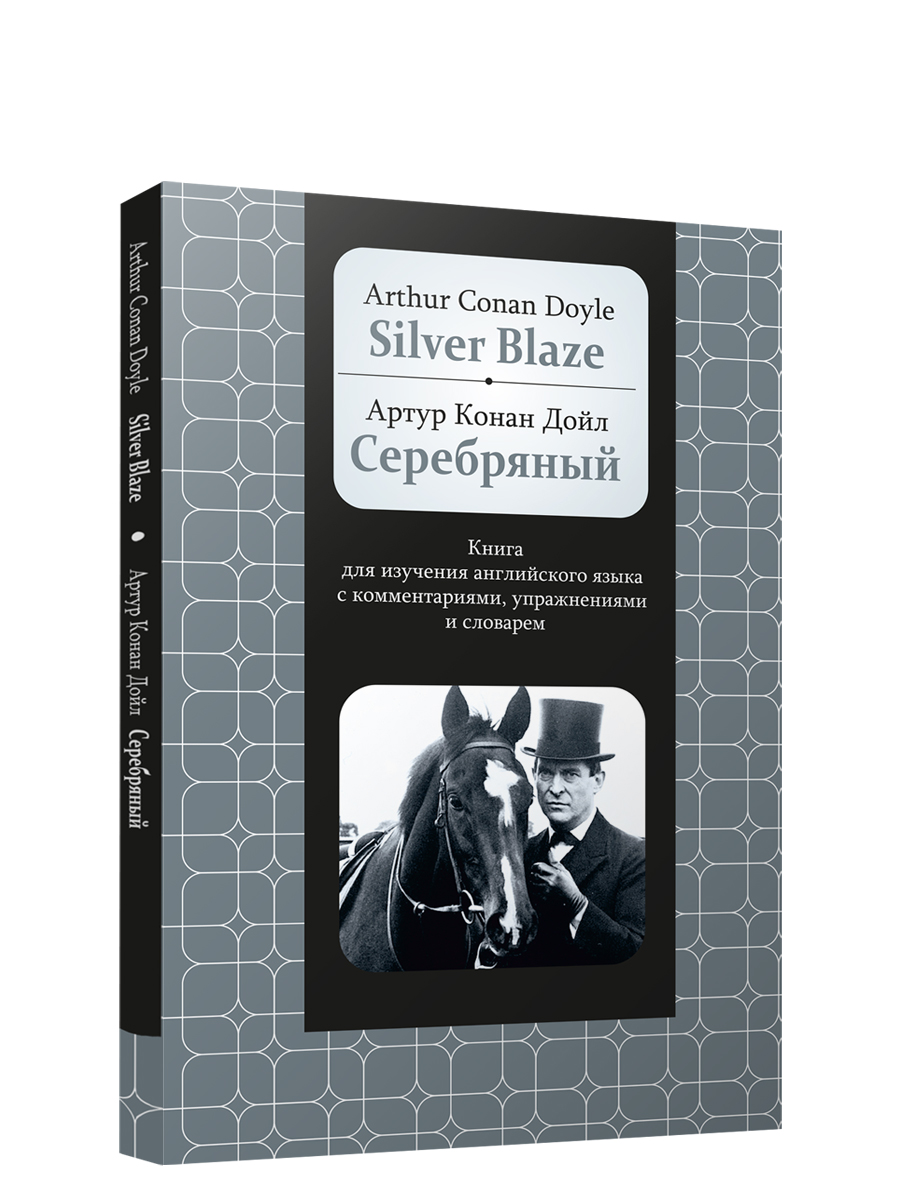 Arthur Conan Doyle Silver Blaze • Артур Конан Дойл Серебряный
Arthur Conan Doyle
Silver Blaze
Артур Конан Дойл
Серебряный
Книга
для изучения английского языка
с комментариями, упражнениями
и словарем